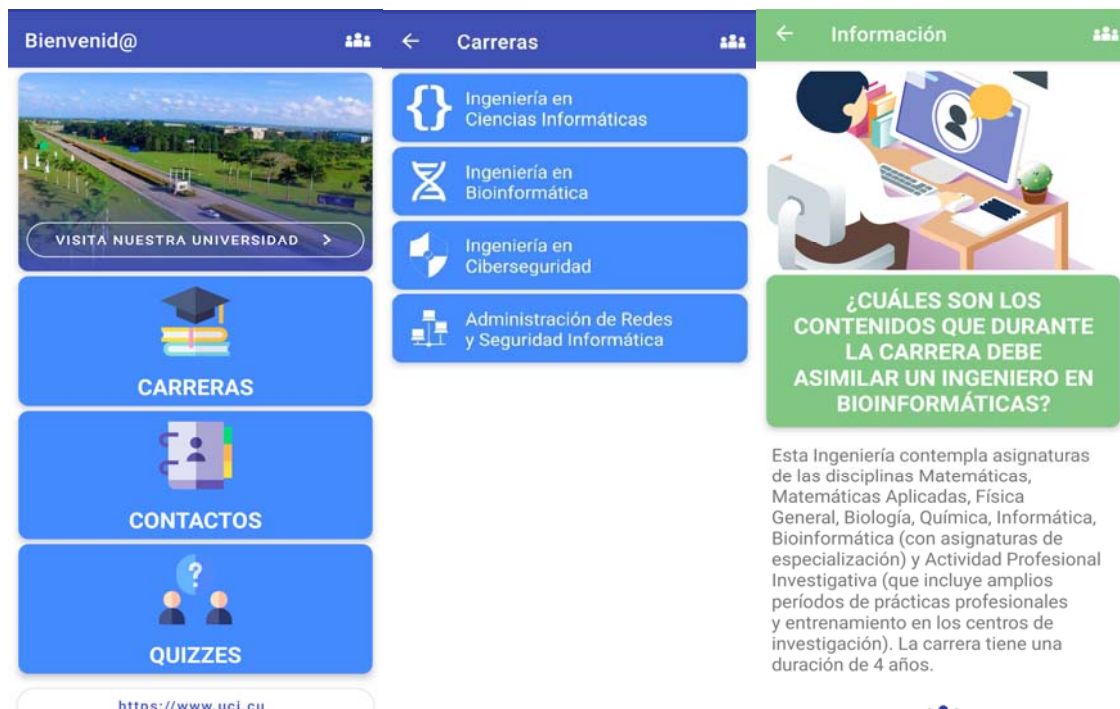 Bienvenid@
VISITA NUESTRA UNIVERSIDAD >
CARRERAS
CONTACTOS
QUIZZES
https://www.uci.cu
Carreras
Ingeniería en
Ciencias Informáticas
Ingeniería en
Bioinformática
Ingeniería en
Ciberseguridad
Administración de Redes
y Seguridad Informática
Información
¿CUÁLES SON LOS
CONTENIDOS QUE DURANTE
LA CARRERA DEBE
ASIMILAR UN INGENIERO EN
BIOINFORMÁTICAS?
Esta Ingeniería contempla asignaturas
de las disciplinas Matemáticas,
Matemáticas Aplicadas, Física
General, Biología, Química, Informática,
Bioinformática (con asignaturas de
especialización) y Actividad Profesional
Investigativa (que incluye amplios
períodos de prácticas profesionales
y entrenamiento en los centros de
investigación). La carrera tiene una
duración de 4 años.